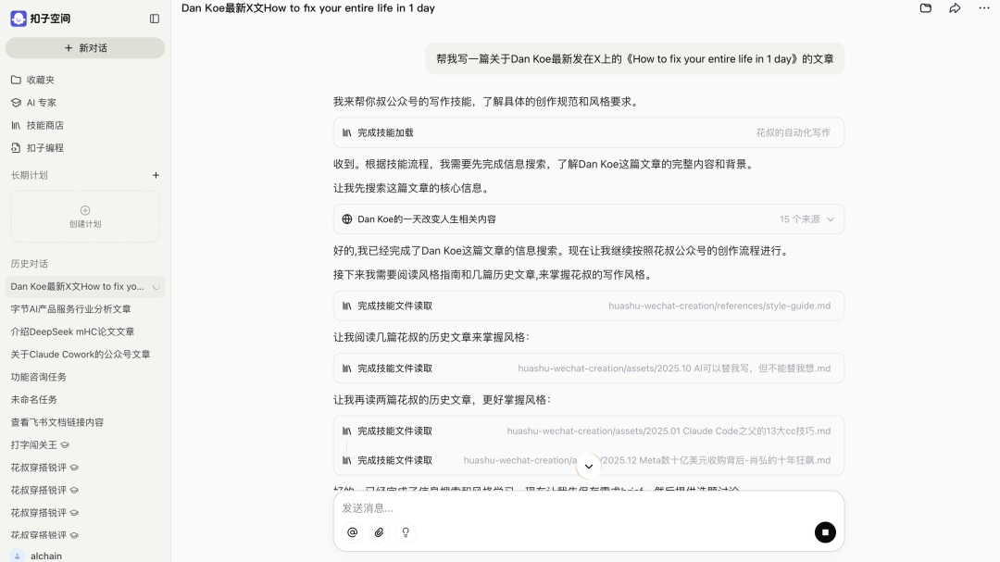 扣子空间
Dan Koe最新X文How to fix your entire life in 1 day
+ 新对话
收藏夹
AI 专家
技能商店
扣子编程
长期计划
+
创建计划
历史对话
Dan Koe最新X文How to fix yo...
字节AI产品服务行业分析文章
介绍DeepSeek mHC论文文章
关于Claude Cowork的公众号文章
功能咨询任务
未命名任务
查看飞书文档链接内容
打字闯关王
花叔穿搭锐评
花叔穿搭锐评
花叔穿搭锐评
花叔穿搭锐评
alchain
帮我写一篇关于Dan Koe最新发在X上的《How to fix your entire life in 1 day》的文章
我来帮你叔公众号的写作技能，了解具体的创作规范和风格要求。
完成技能加载 花叔的自动化写作
收到。根据技能流程，我需要先完成信息搜索，了解Dan Koe这篇文章的完整内容和背景。
让我先搜索这篇文章的核心信息。
Dan Koe的一天改变人生相关内容 15 个来源
好的,我已经完成了Dan Koe这篇文章的信息搜索。现在让我继续按照花叔公众号的创作流程进行。
接下来我需要阅读风格指南和几篇历史文章,来掌握花叔的写作风格。
完成技能文件读取 huashu-wechat-creation/references/style-guide.md
让我阅读几篇花叔的历史文章来掌握风格：
完成技能文件读取 huashu-wechat-creation/assets/2025.10 AI可以替我写，但不能替我想.md
让我再读两篇花叔的历史文章，更好掌握风格：
完成技能文件读取 huashu-wechat-creation/assets/2025.01 Claude Code之父的13大cc技巧.md
完成技能文件读取 huashu-wechat-creation/a /2025.12 Meta数十亿美元收购背后-肖弘的十年狂飙.md
好的，已经完成了信息搜索和风格学习。现在让我先保存需求brief，然后提供选题讨论
发送消息...
@